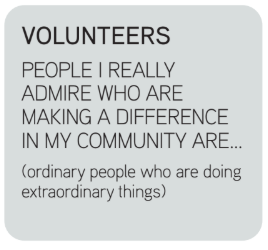 VOLUNTEERS
PEOPLE I REALLY
ADMIRE WHO ARE
MAKING A DIFFERENCE
IN MY COMMUNITY ARE...
(ordinary people who are doing
extraordinary things)